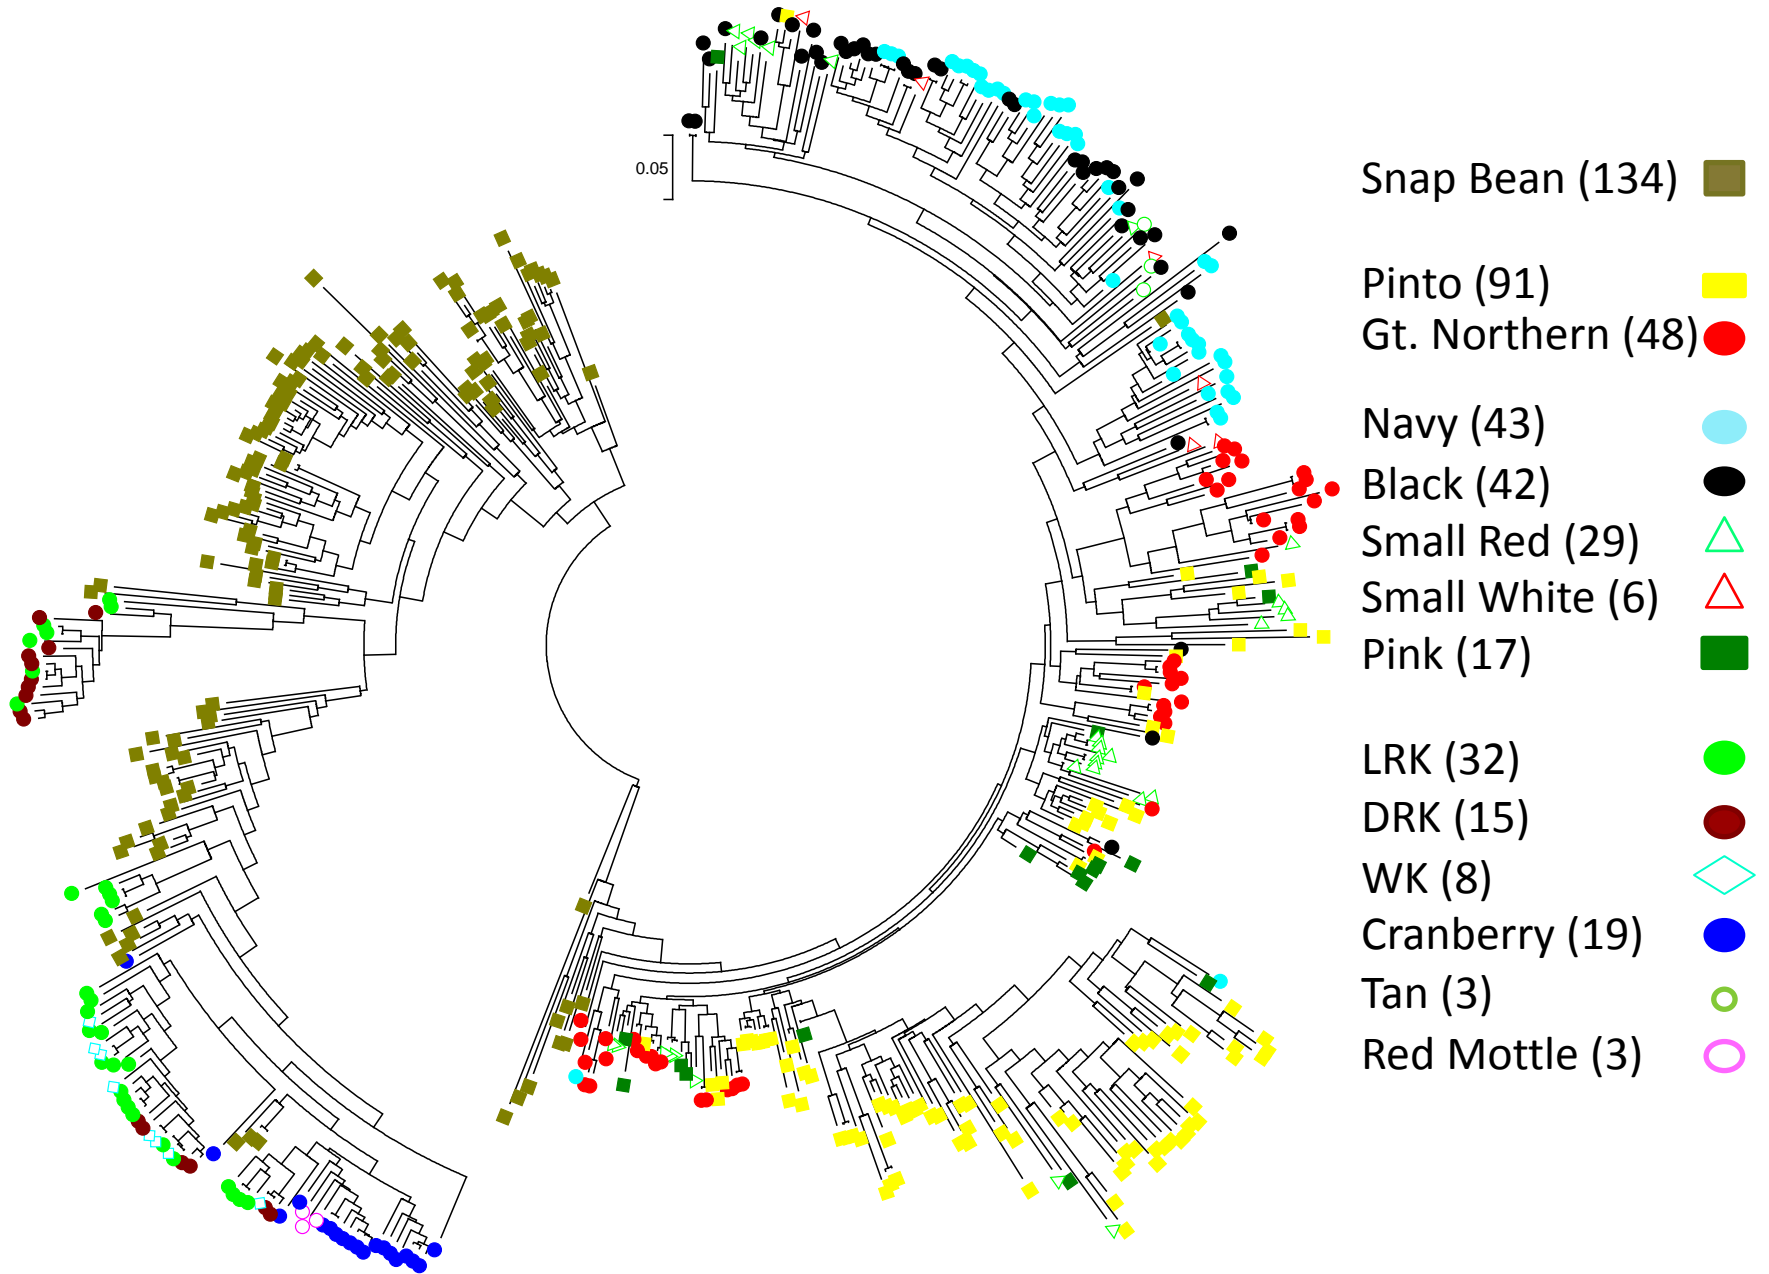 0.05
Snap Bean (134)
Pinto (91)
Gt. Northern (48)
Navy (43)
Black (42)
Small Red (29)
Small White (6)
Pink (17)
LRK (32)
DRK (15)
WK (8)
Cranberry (19)
Tan (3)
Red Mottle (3)